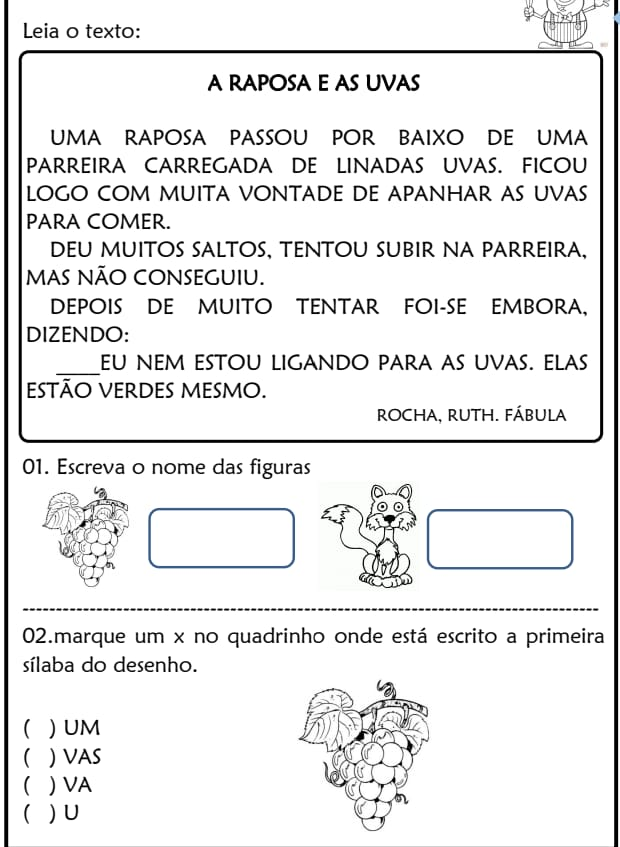 Leia o texto:
A RAPOSA E AS UVAS
UMA RAPOSA PASSOU POR BAIXO DE UMA
PARREIRA CARREGADA DE LINADAS UVAS. FICOU
LOGO COM MUITA VONTADE DE APANHAR AS UVAS
PARA COMER.
DEU MUITOS SALTOS, TENTOU SUBIR NA PARREIRA,
MAS NÃO CONSEGUIU.
DEPOIS DE MUITO TENTAR FOI-SE EMBORA,
DIZENDO:
____EU NEM ESTOU LIGANDO PARA AS UVAS. ELAS
ESTÃO VERDES MESMO.
ROCHA, RUTH. FÁBULA
01. Escreva o nome das figuras
02.marque um x no quadrinho onde está escrito a primeira
sílaba do desenho.
( ) UM
( ) VAS
( ) VA
( ) U